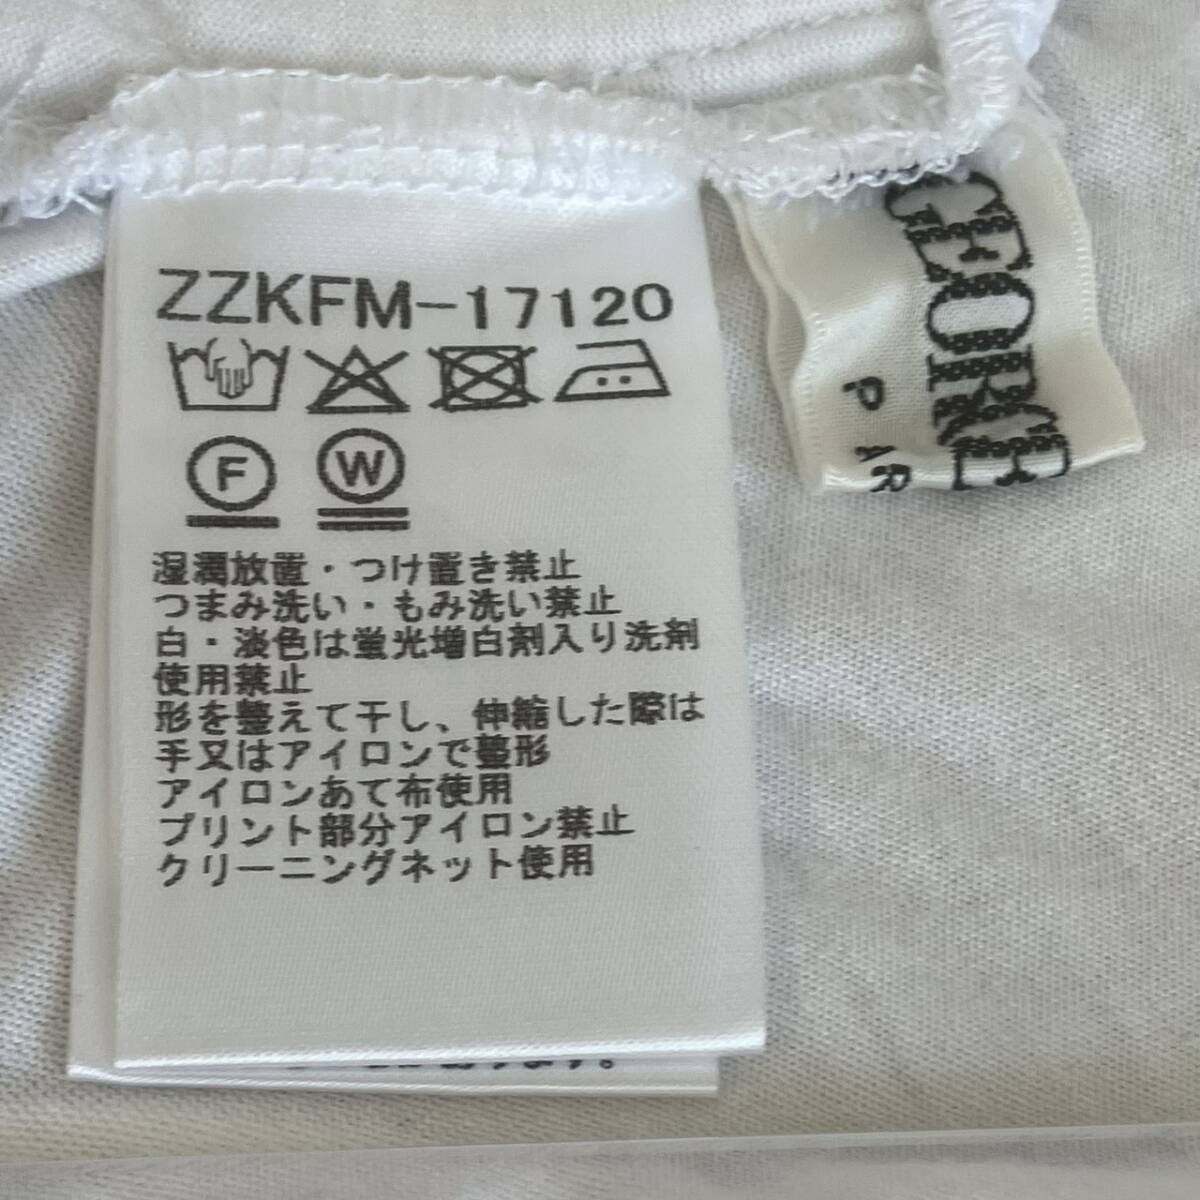 ZZKFM-17120
F W
湿潤放置・つけ置き禁止
つまみ洗い・もみ洗い禁止
白・淡色は蛍光増白剤入り洗剤
使用禁止
形を整えて干し、伸縮した際は
手又はアイロンで整形
アイロンあて布使用
プリント部分アイロン禁止
クリーニングネット使用
ます。
GEORGE
PAR